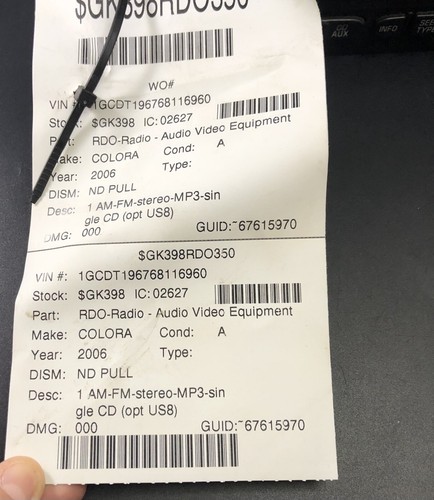 $GK398RDO350
CD
AUX
INFO
WO#
VIN #: 1GCDT196768116960
Stock: $GK398 IC: 02627
Part: RDO-Radio - Audio Video Equipment
Make: COLORA Cond: A
Year: 2006 Type:
DISM: ND PULL
Desc: 1 AM-FM-stereo-MP3-sin
gle CD (opt US8)
DMG: 000 GUID:~67615970
$GK398RDO350
VIN #: 1GCDT196768116960
Stock: $GK398 IC: 02627
Part: RDO-Radio - Audio Video Equipment
Make: COLORA Cond: A
Year: 2006 Type:
DISM: ND PULL
Desc: 1 AM-FM-stereo-MP3-sin
gle CD (opt US8)
DMG: 000 GUID:~67615970